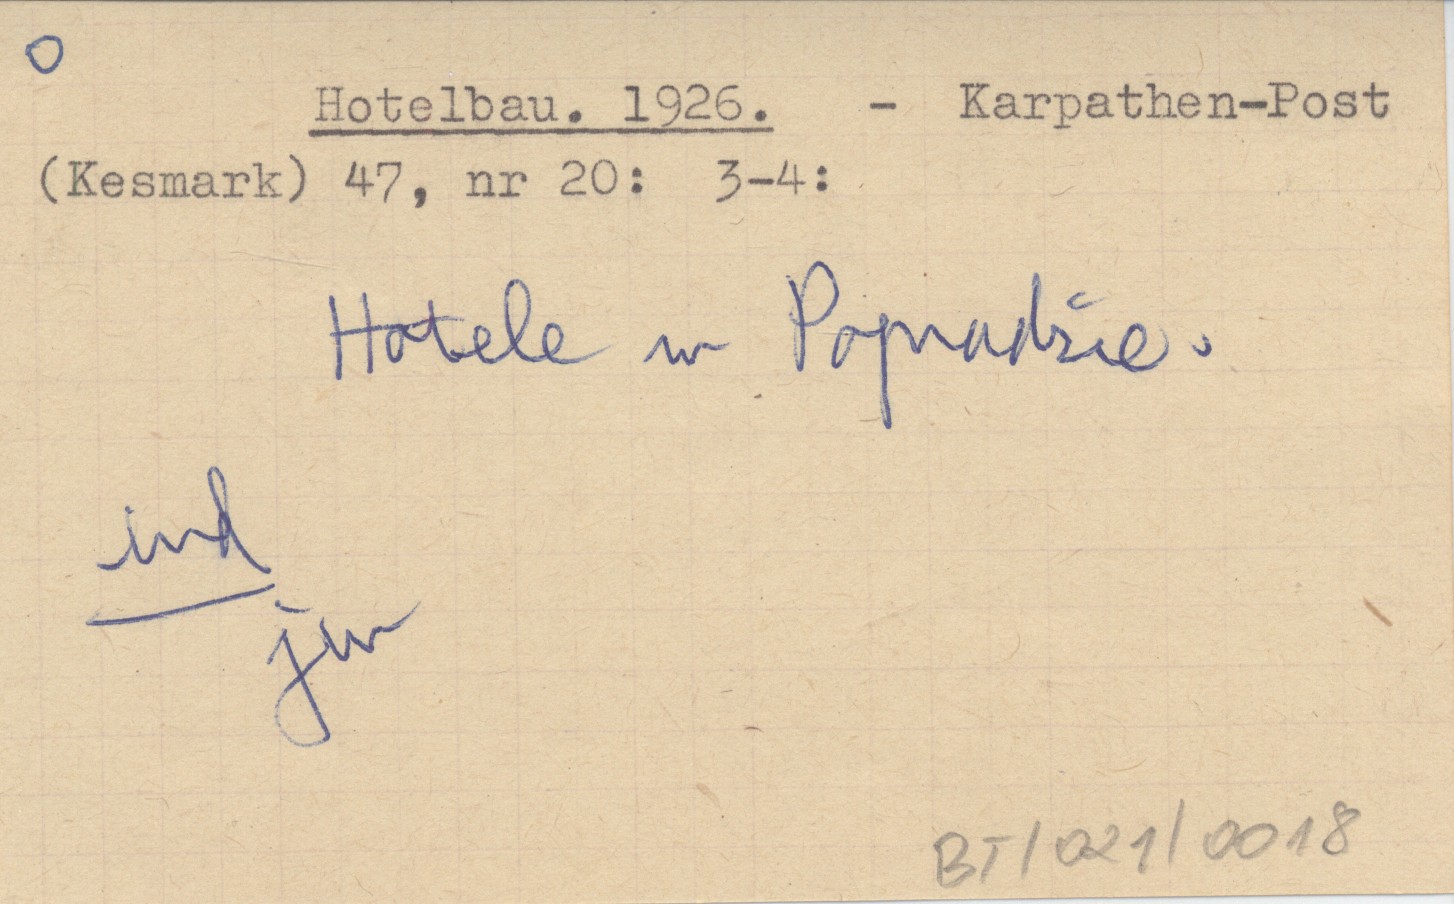 Hotelbau. 1926. - Karpathen-Post
(Kesmark) 47, nr 20: 3-4:
Hotele w Popradzie.
ind
BT/021/0018